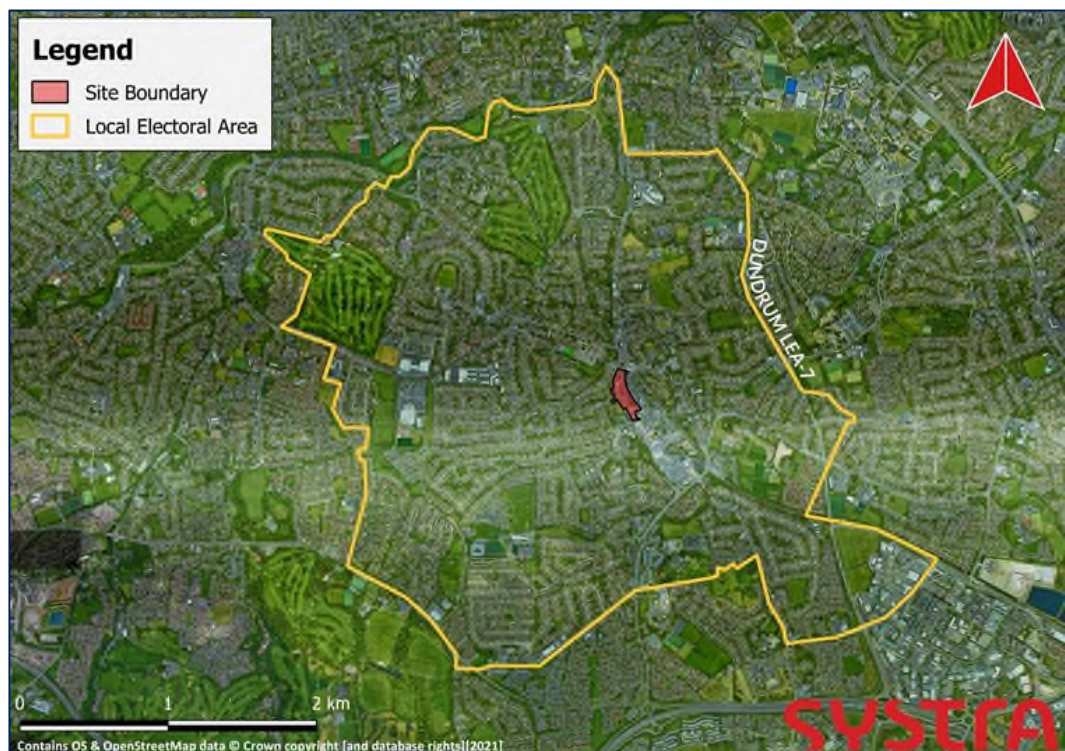 Legend
Site Boundary
Local Electoral Area
DUNDRUM LEA-7
0 1 2 km
SYSTRA
Contains OS & OpenStreetMap data © Crown copyright [and database rights][2021]